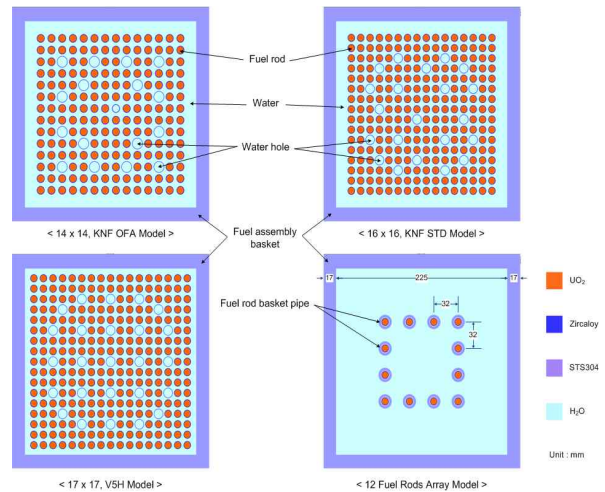 Fuel rod
Water
Water hole
< 14 x 14, KNF OFA Model >
Fuel assembly
basket
< 16 x 16, KNF STD Model >
17
225
17
Fuel rod basket pipe
32
32
UO₂
Zircaloy
STS304
H₂O
Unit : mm
< 17 x 17, V5H Model >
< 12 Fuel Rods Array Model >